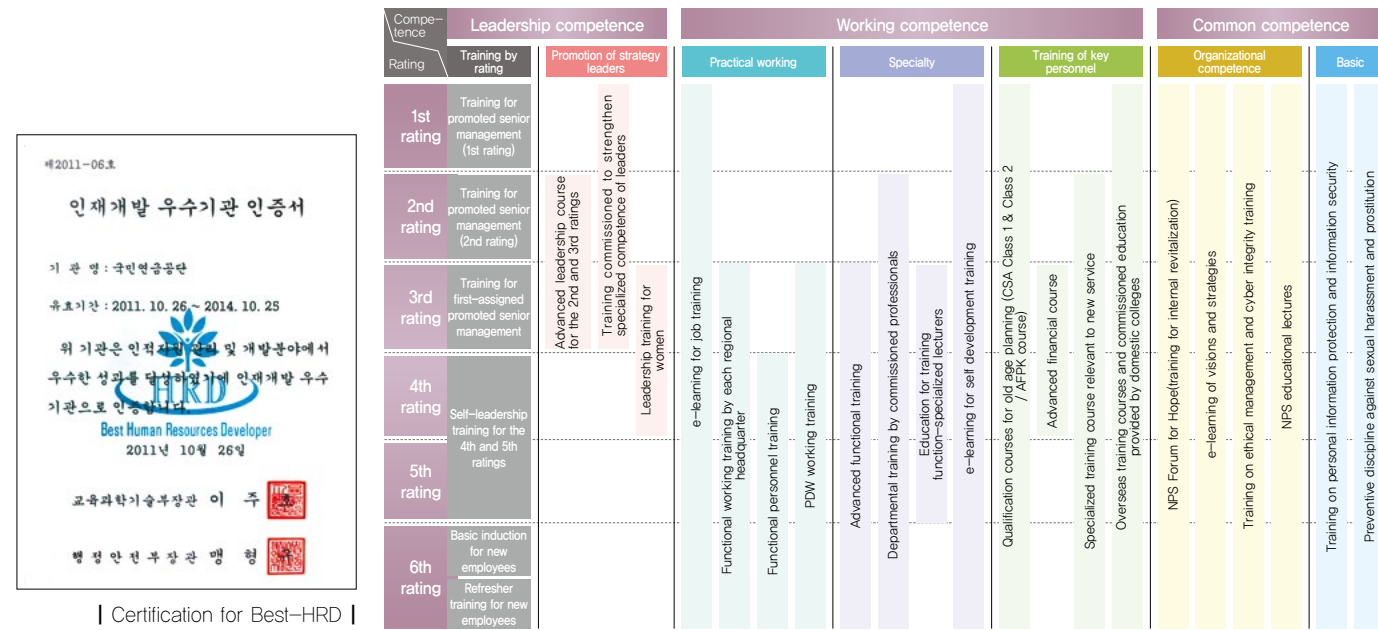 제2011-06호
인재개발 우수기관 인증서
기 관 명 : 국민연금공단
유효기간 : 2011. 10. 26 ~ 2014. 10. 25
위 기관은 인적자원 관리 및 개발분야에서
우수한 성과를 달성하였기에 인재개발 우수
기관으로 인증합니다.
HRD
Best Human Resources Developer
2011년 10월 26일
교육과학기술부장관 이 주 호
행정안전부장관 맹 형 규
Certification for Best-HRD
Compe-
tence
Rating
Leadership competence
Working competence
Common competence
Training by
rating
Promotion of strategy
leaders
Practical working
Specialty
Training of key
personnel
Organizational
competence
Basic
1st
rating
Training for
promoted senior
management
(1st rating)
2nd
rating
Training for
promoted senior
management
(2nd rating)
3rd
rating
Training for
first-assigned
promoted senior
management
4th
rating
5th
rating
Self-leadership
training for the
4th and 5th
ratings
6th
rating
Basic induction
for new
employees
Refresher
training for new
employees
Advanced leadership course
for the 2nd and 3rd ratings
Training commissioned to strengthen
specialized competence of leaders
Leadership training for
women
e-learning for job training
Functional working training by each regional
headquarter
Functional personnel training
PDW working training
Advanced functional training
Departmental training by commissioned professionals
Education for training
function-specialized lecturers
e-learning for self development training
Qualification courses for old age planning (CSA Class 1 & Class 2
/ AFPK course)
Advanced financial course
Specialized training course relevant to new service
Overseas training courses and commissioned education
provided by domestic colleges
NPS Forum for Hope(training for internal revitalization)
e-learning of visions and strategies
Training on ethical management and cyber integrity training
NPS educational lectures
Training on personal information protection and information security
Preventive discipline against sexual harassment and prostitution